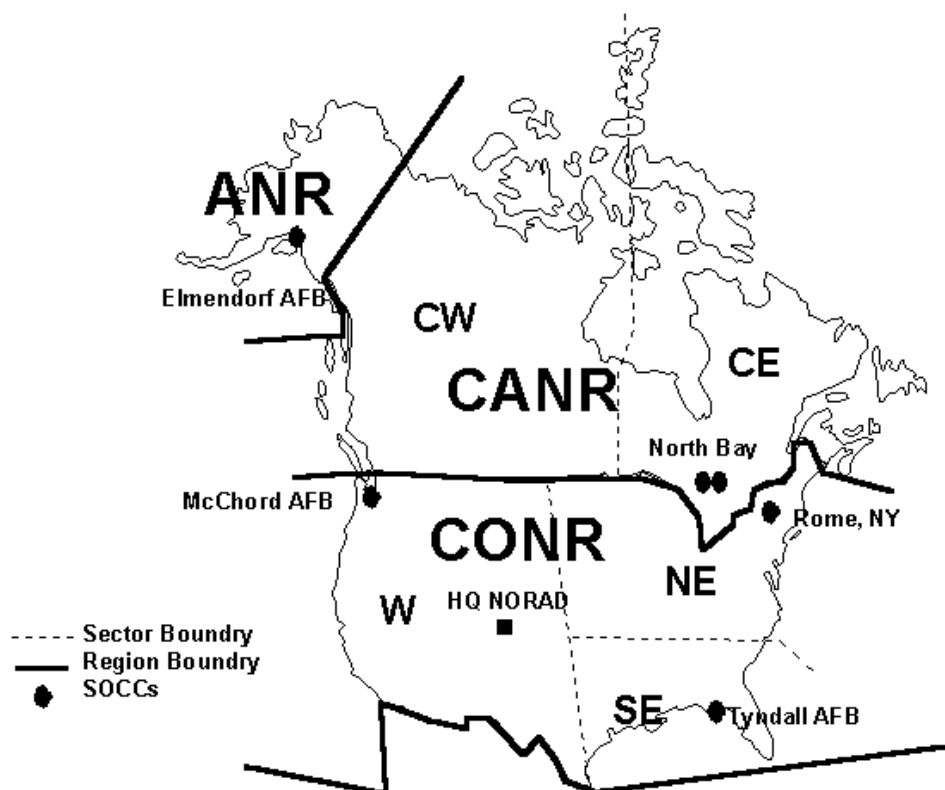 ANR
Elmendorf AFB
CW
CE
CANR
North Bay
McChord AFB
Rome, NY
CONR
NE
W
HQ NORAD
Sector Boundry
Region Boundry
SOCCs
SE
Tyndall AFB